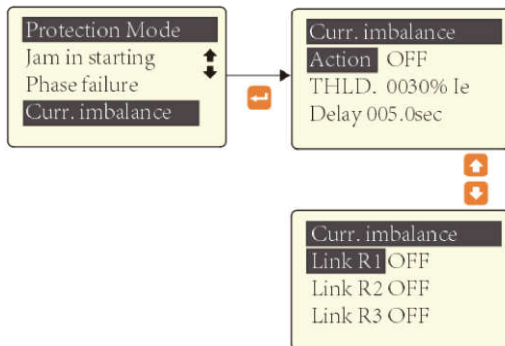 Protection Mode
Jam in starting
Phase failure
Curr. imbalance
Curr. imbalance
Action OFF
THLD. 0030% Ie
Delay 005.0sec
Curr. imbalance
Link R1 OFF
Link R2 OFF
Link R3 OFF